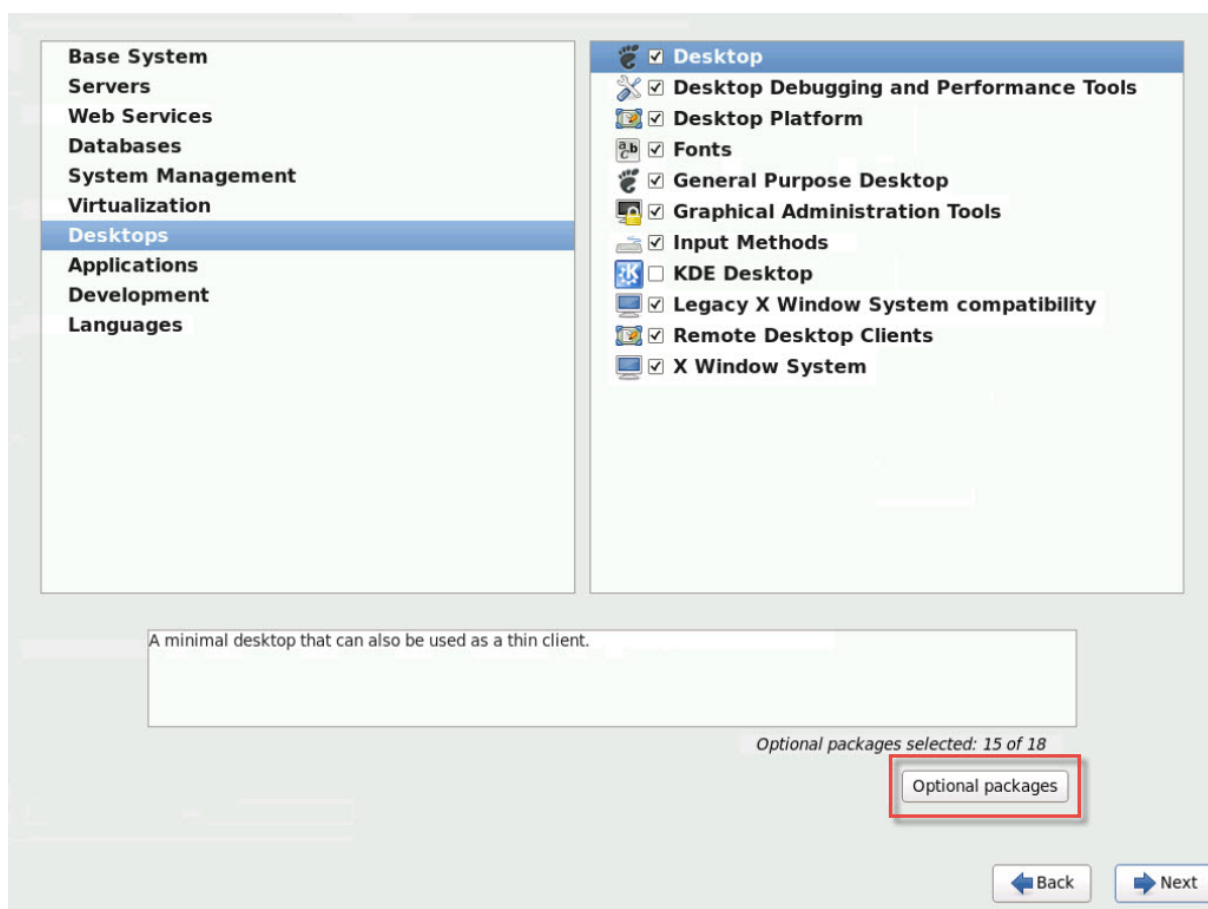 Base System
Servers
Web Services
Databases
System Management
Virtualization
Desktops
Applications
Development
Languages
Desktop
Desktop Debugging and Performance Tools
Desktop Platform
Fonts
General Purpose Desktop
Graphical Administration Tools
Input Methods
KDE Desktop
Legacy X Window System compatibility
Remote Desktop Clients
X Window System
A minimal desktop that can also be used as a thin client.
Optional packages selected: 15 of 18
Optional packages
Back
Next